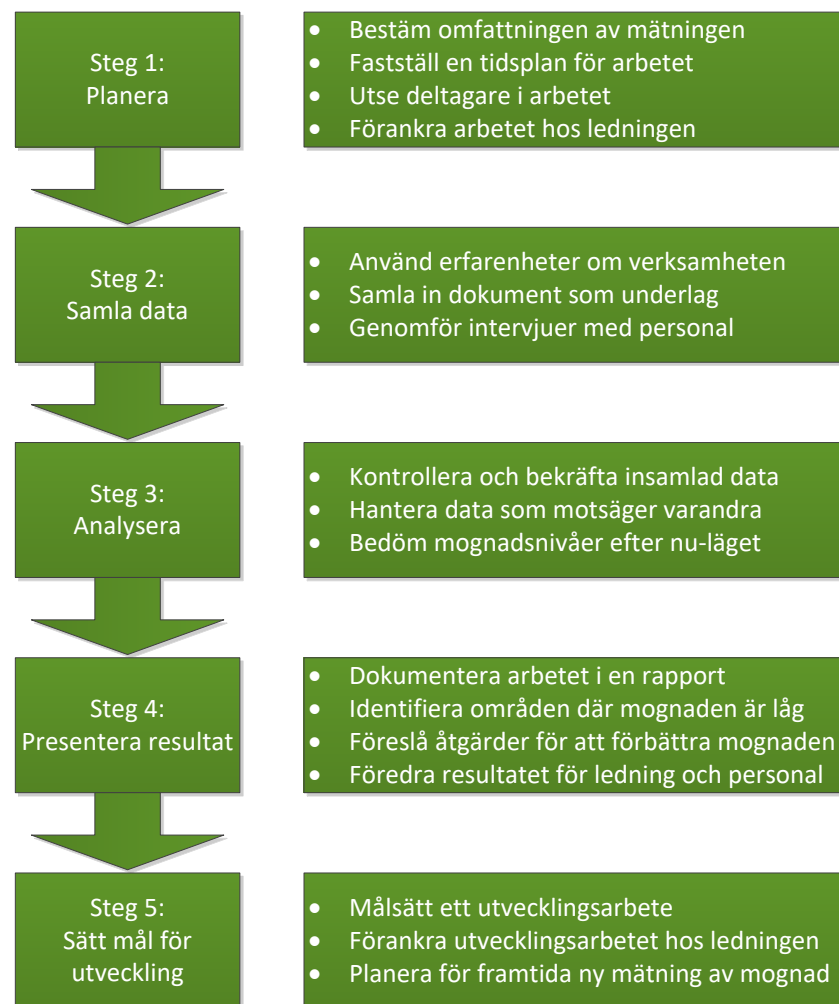 Steg 1:
Planera
• Bestäm omfattningen av mätningen
• Fastställ en tidsplan för arbetet
• Utse deltagare i arbetet
• Förankra arbetet hos ledningen
Steg 2:
Samla data
• Använd erfarenheter om verksamheten
• Samla in dokument som underlag
• Genomför intervjuer med personal
Steg 3:
Analysera
• Kontrollera och bekräfta insamlad data
• Hantera data som motsäger varandra
• Bedöm mognadsnivåer efter nu-läget
Steg 4:
Presentera resultat
• Dokumentera arbetet i en rapport
• Identifiera områden där mognaden är låg
• Föreslå åtgärder för att förbättra mognaden
• Föredra resultatet för ledning och personal
Steg 5:
Sätt mål för
utveckling
• Målsätt ett utvecklingsarbete
• Förankra utvecklingsarbetet hos ledningen
• Planera för framtida ny mätning av mognad